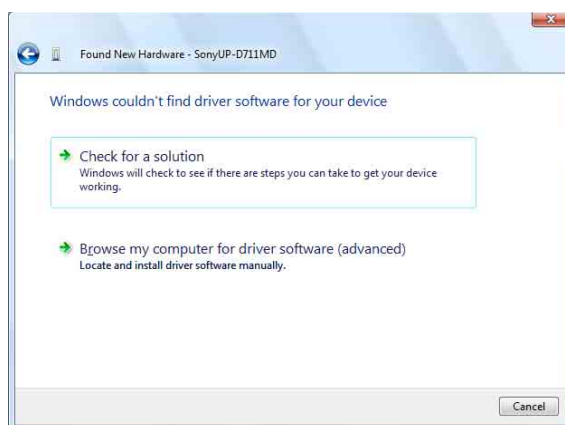 Found New Hardware - SonyUP-D711MD
Windows couldn't find driver software for your device
Check for a solution
Windows will check to see if there are steps you can take to get your device
working.
Browse my computer for driver software (advanced)
Locate and install driver software manually.
Cancel